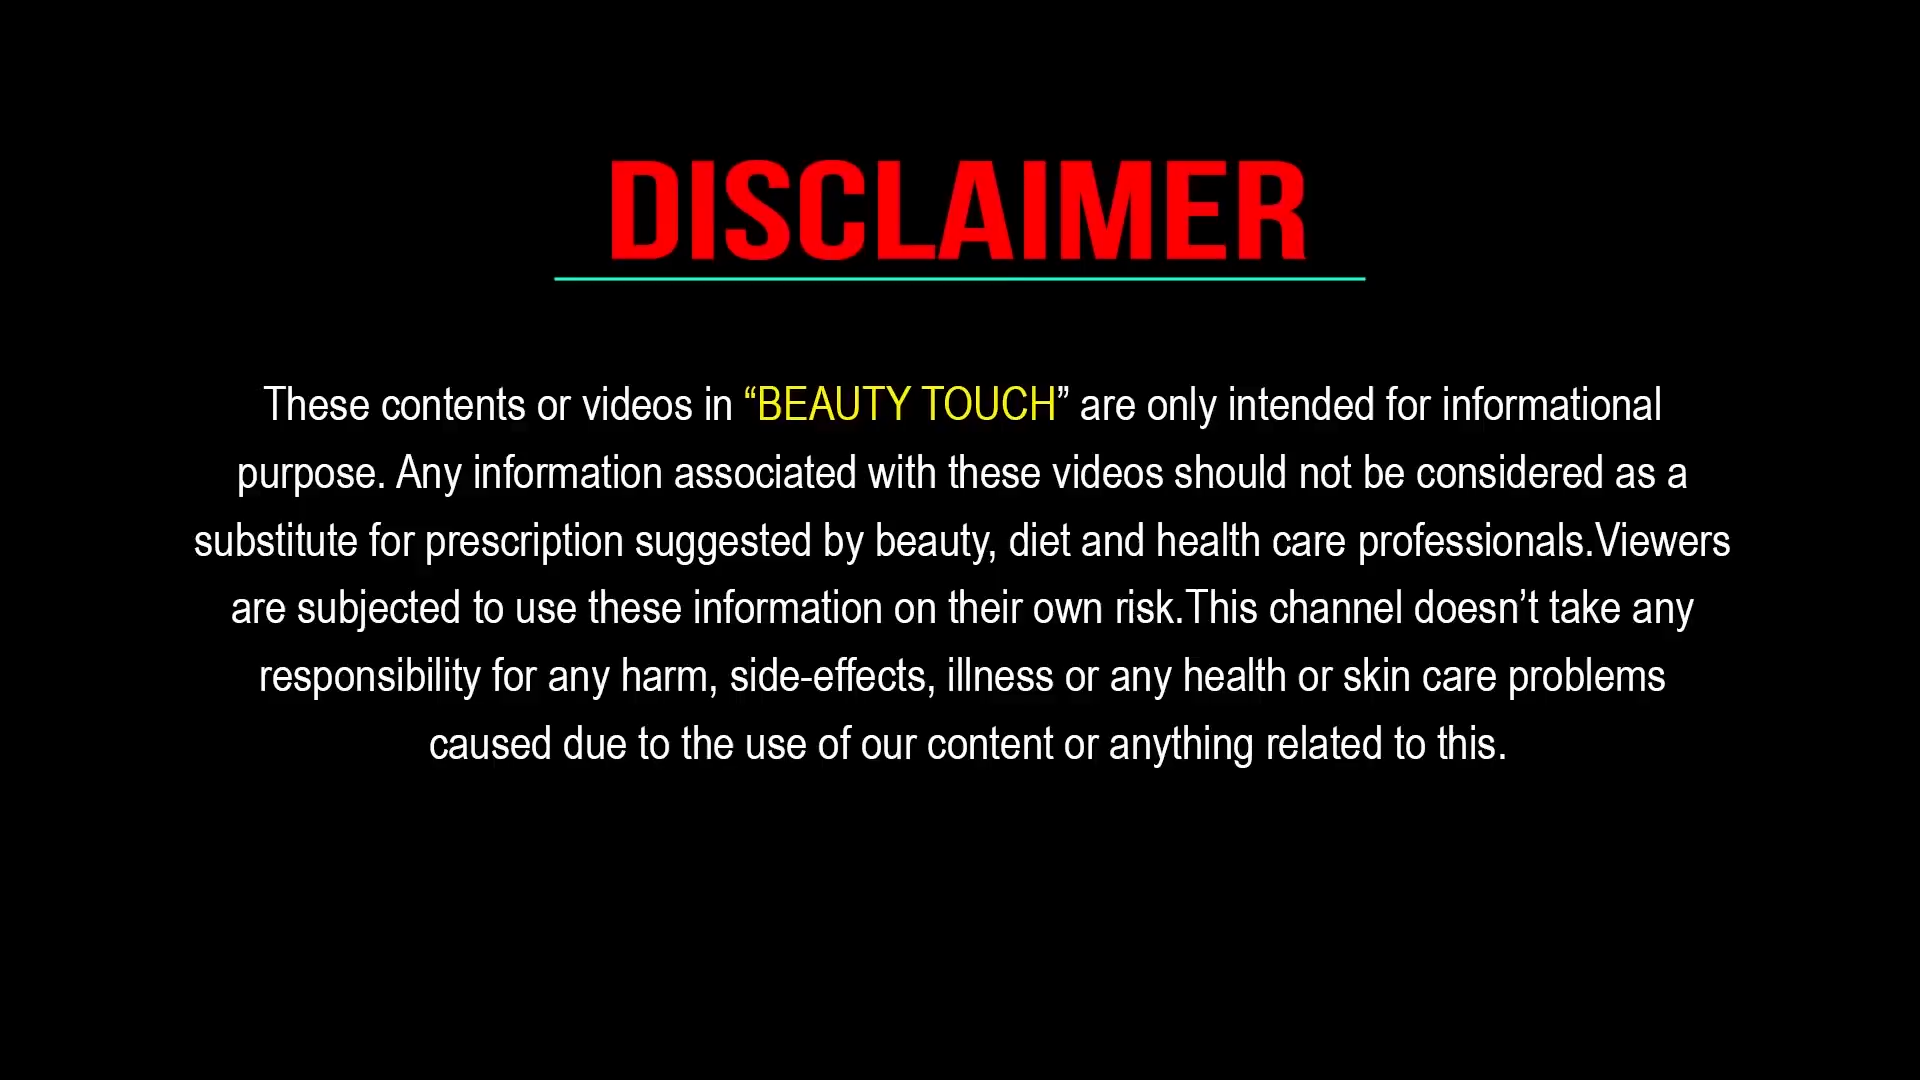 DISCLAIMER
These contents or videos in “BEAUTY TOUCH” are only intended for informational
purpose. Any information associated with these videos should not be considered as a
substitute for prescription suggested by beauty, diet and health care professionals.Viewers
are subjected to use these information on their own risk.This channel doesn’t take any
responsibility for any harm, side-effects, illness or any health or skin care problems
caused due to the use of our content or anything related to this.